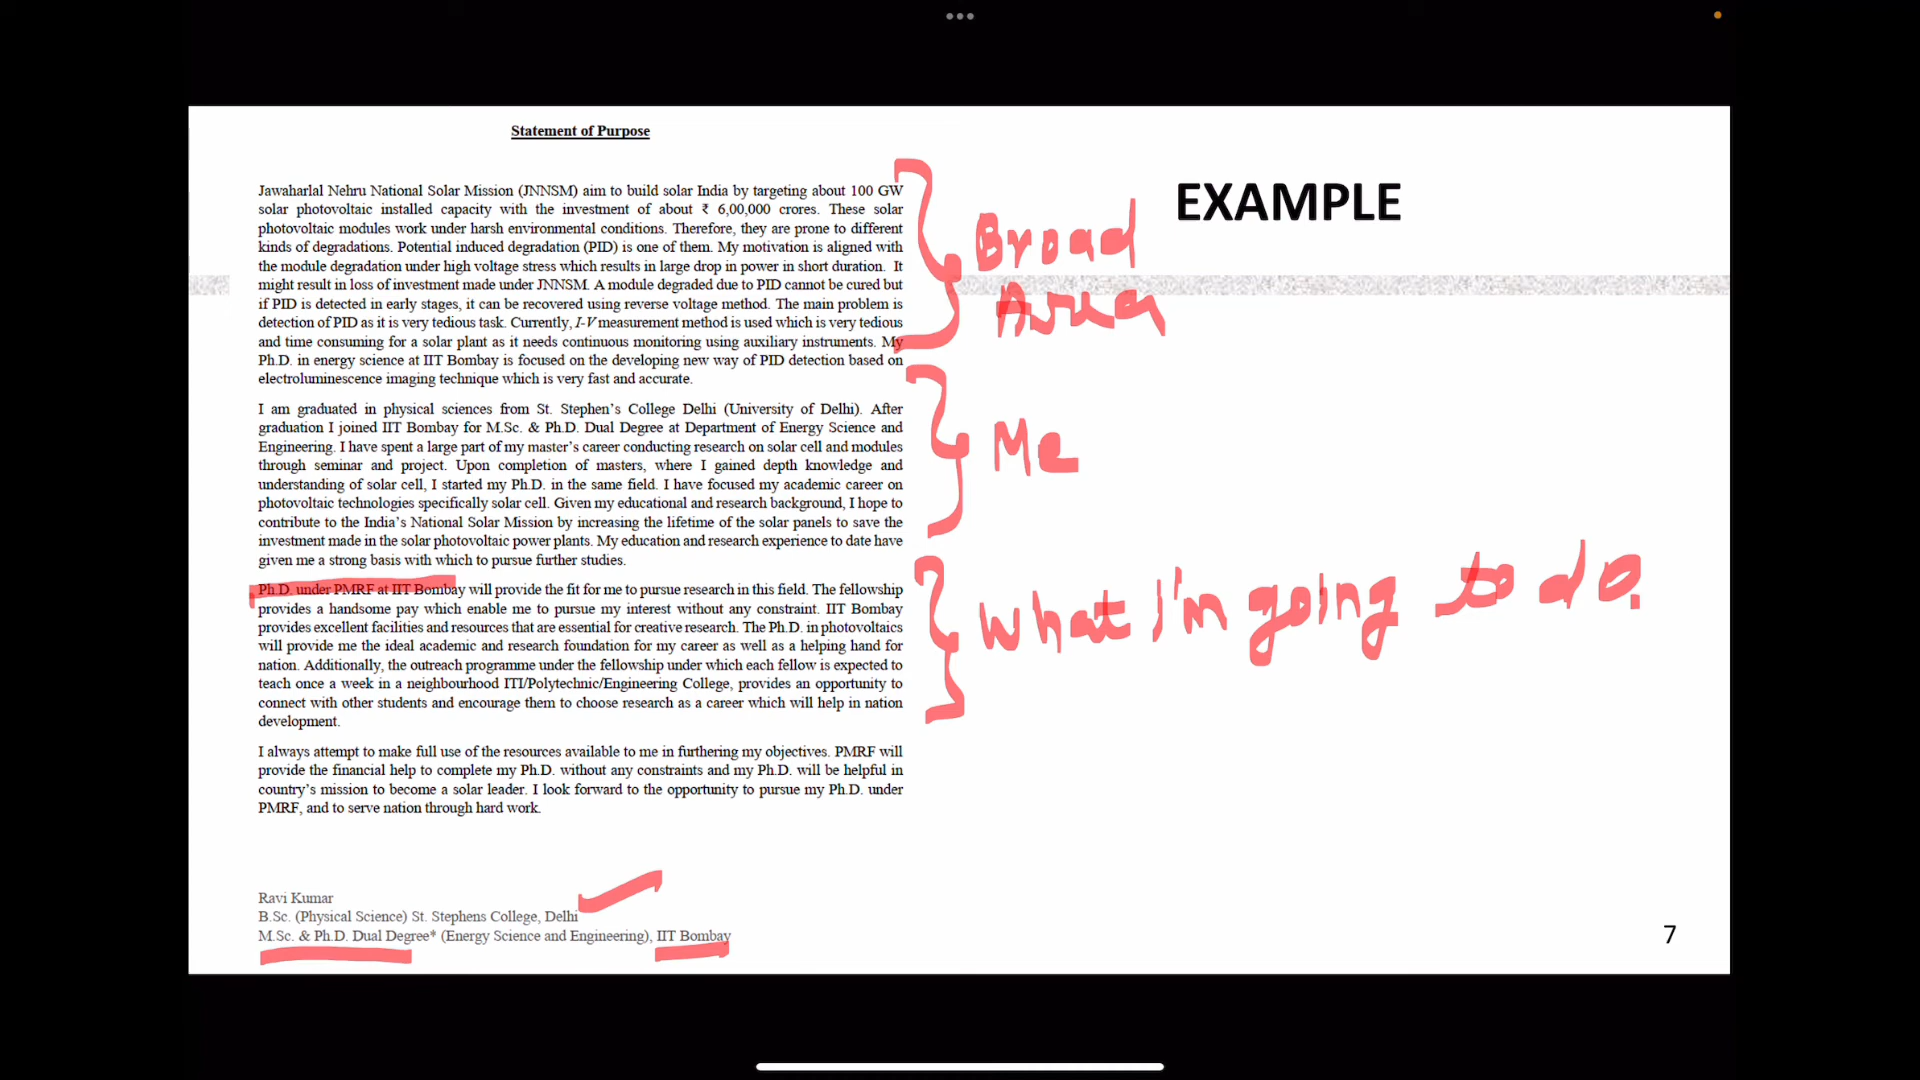 Statement of Purpose
EXAMPLE
Jawaharlal Nehru National Solar Mission (JNNSM) aim to build solar India by targeting about 100 GW
solar photovoltaic installed capacity with the investment of about ₹ 6,00,000 crores. These solar
photovoltaic modules work under harsh environmental conditions. Therefore, they are prone to different
kinds of degradations. Potential induced degradation (PID) is one of them. My motivation is aligned with
the module degradation under high voltage stress which results in large drop in power in short duration. It
might result in loss of investment made under JNNSM. A module degraded due to PID cannot be cured but
if PID is detected in early stages, it can be recovered using reverse voltage method. The main problem is
detection of PID as it is very tedious task. Currently, I-V measurement method is used which is very tedious
and time consuming for a solar plant as it needs continuous monitoring using auxiliary instruments. My
Ph.D. in energy science at IIT Bombay is focused on the developing new way of PID detection based on
electroluminescence imaging technique which is very fast and accurate.
Broad
Area
I am graduated in physical sciences from St. Stephen's College Delhi (University of Delhi). After
graduation I joined IIT Bombay for M.Sc. & Ph.D. Dual Degree at Department of Energy Science and
Engineering. I have spent a large part of my master's career conducting research on solar cell and modules
through seminar and project. Upon completion of masters, where I gained depth knowledge and
understanding of solar cell, I started my Ph.D. in the same field. I have focused my academic career on
photovoltaic technologies specifically solar cell. Given my educational and research background, I hope to
contribute to the India's National Solar Mission by increasing the lifetime of the solar panels to save the
investment made in the solar photovoltaic power plants. My education and research experience to date have
given me a strong basis with which to pursue further studies.
Me
Ph.D. under PMRF at IIT Bombay will provide the fit for me to pursue research in this field. The fellowship
provides a handsome pay which enable me to pursue my interest without any constraint. IIT Bombay
provides excellent facilities and resources that are essential for creative research. The Ph.D. in photovoltaics
will provide me the ideal academic and research foundation for my career as well as a helping hand for
nation. Additionally, the outreach programme under the fellowship under which each fellow is expected to
teach once a week in a neighbourhood ITI/Polytechnic/Engineering College, provides an opportunity to
connect with other students and encourage them to choose research as a career which will help in nation
development.
What I'm going to do.
I always attempt to make full use of the resources available to me in furthering my objectives. PMRF will
provide the financial help to complete my Ph.D. without any constraints and my Ph.D. will be helpful in
country's mission to become a solar leader. I look forward to the opportunity to pursue my Ph.D. under
PMRF, and to serve nation through hard work.
Ravi Kumar
B.Sc. (Physical Science) St. Stephens College, Delhi
M.Sc. & Ph.D. Dual Degree* (Energy Science and Engineering), IIT Bombay
7